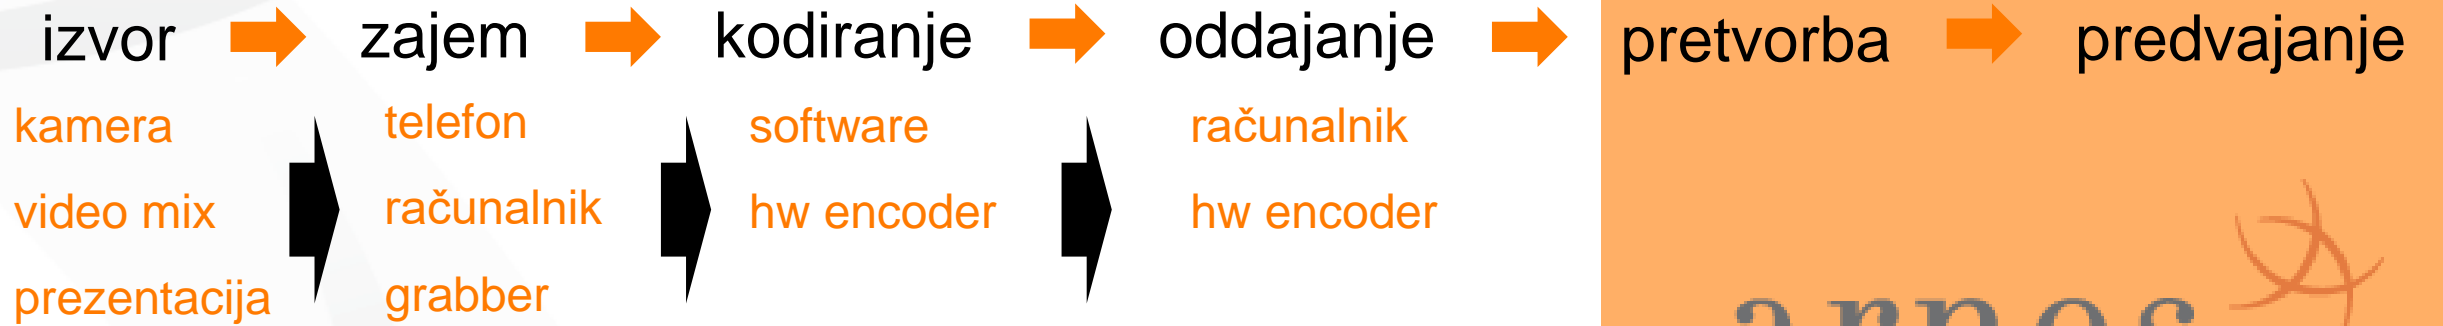 izvor zajem kodiranje oddajanje pretvorba predvajanje
kamera telefon software računalnik
video mix računalnik hw encoder hw encoder
prezentacija grabber
arnes